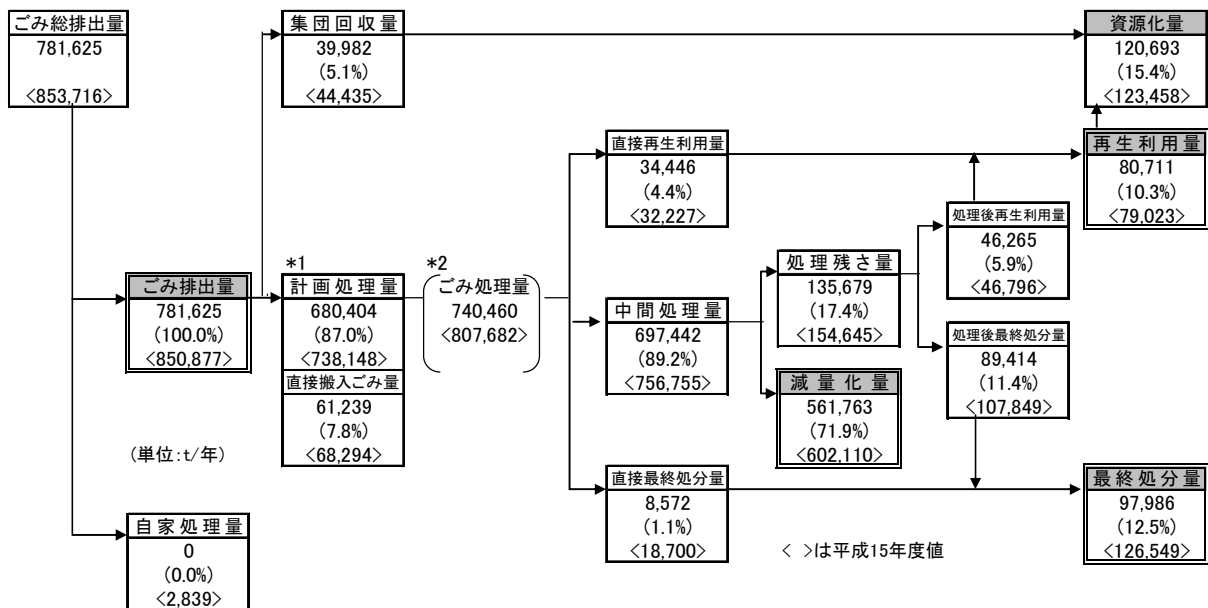 ごみ総排出量
781,625
<853,716>
集団回収量
39,982
(5.1%)
<44,435>
資源化量
120,693
(15.4%)
<123,458>
直接再生利用量
34,446
(4.4%)
<32,227>
再生利用量
80,711
(10.3%)
<79,023>
処理後再生利用量
46,265
(5.9%)
<46,796>
ごみ排出量
781,625
(100.0%)
<850,877>
*1
計画処理量
680,404
(87.0%)
<738,148>
直接搬入ごみ量
61,239
(7.8%)
<68,294>
*2
ごみ処理量
740,460
<807,682>
中間処理量
697,442
(89.2%)
<756,755>
処理残さ量
135,679
(17.4%)
<154,645>
減量化量
561,763
(71.9%)
<602,110>
処理後最終処分量
89,414
(11.4%)
<107,849>
(単位:t/年)
直接最終処分量
8,572
(1.1%)
<18,700>
最終処分量
97,986
(12.5%)
<126,549>
< >は平成15年度値
自家処理量
0
(0.0%)
<2,839>